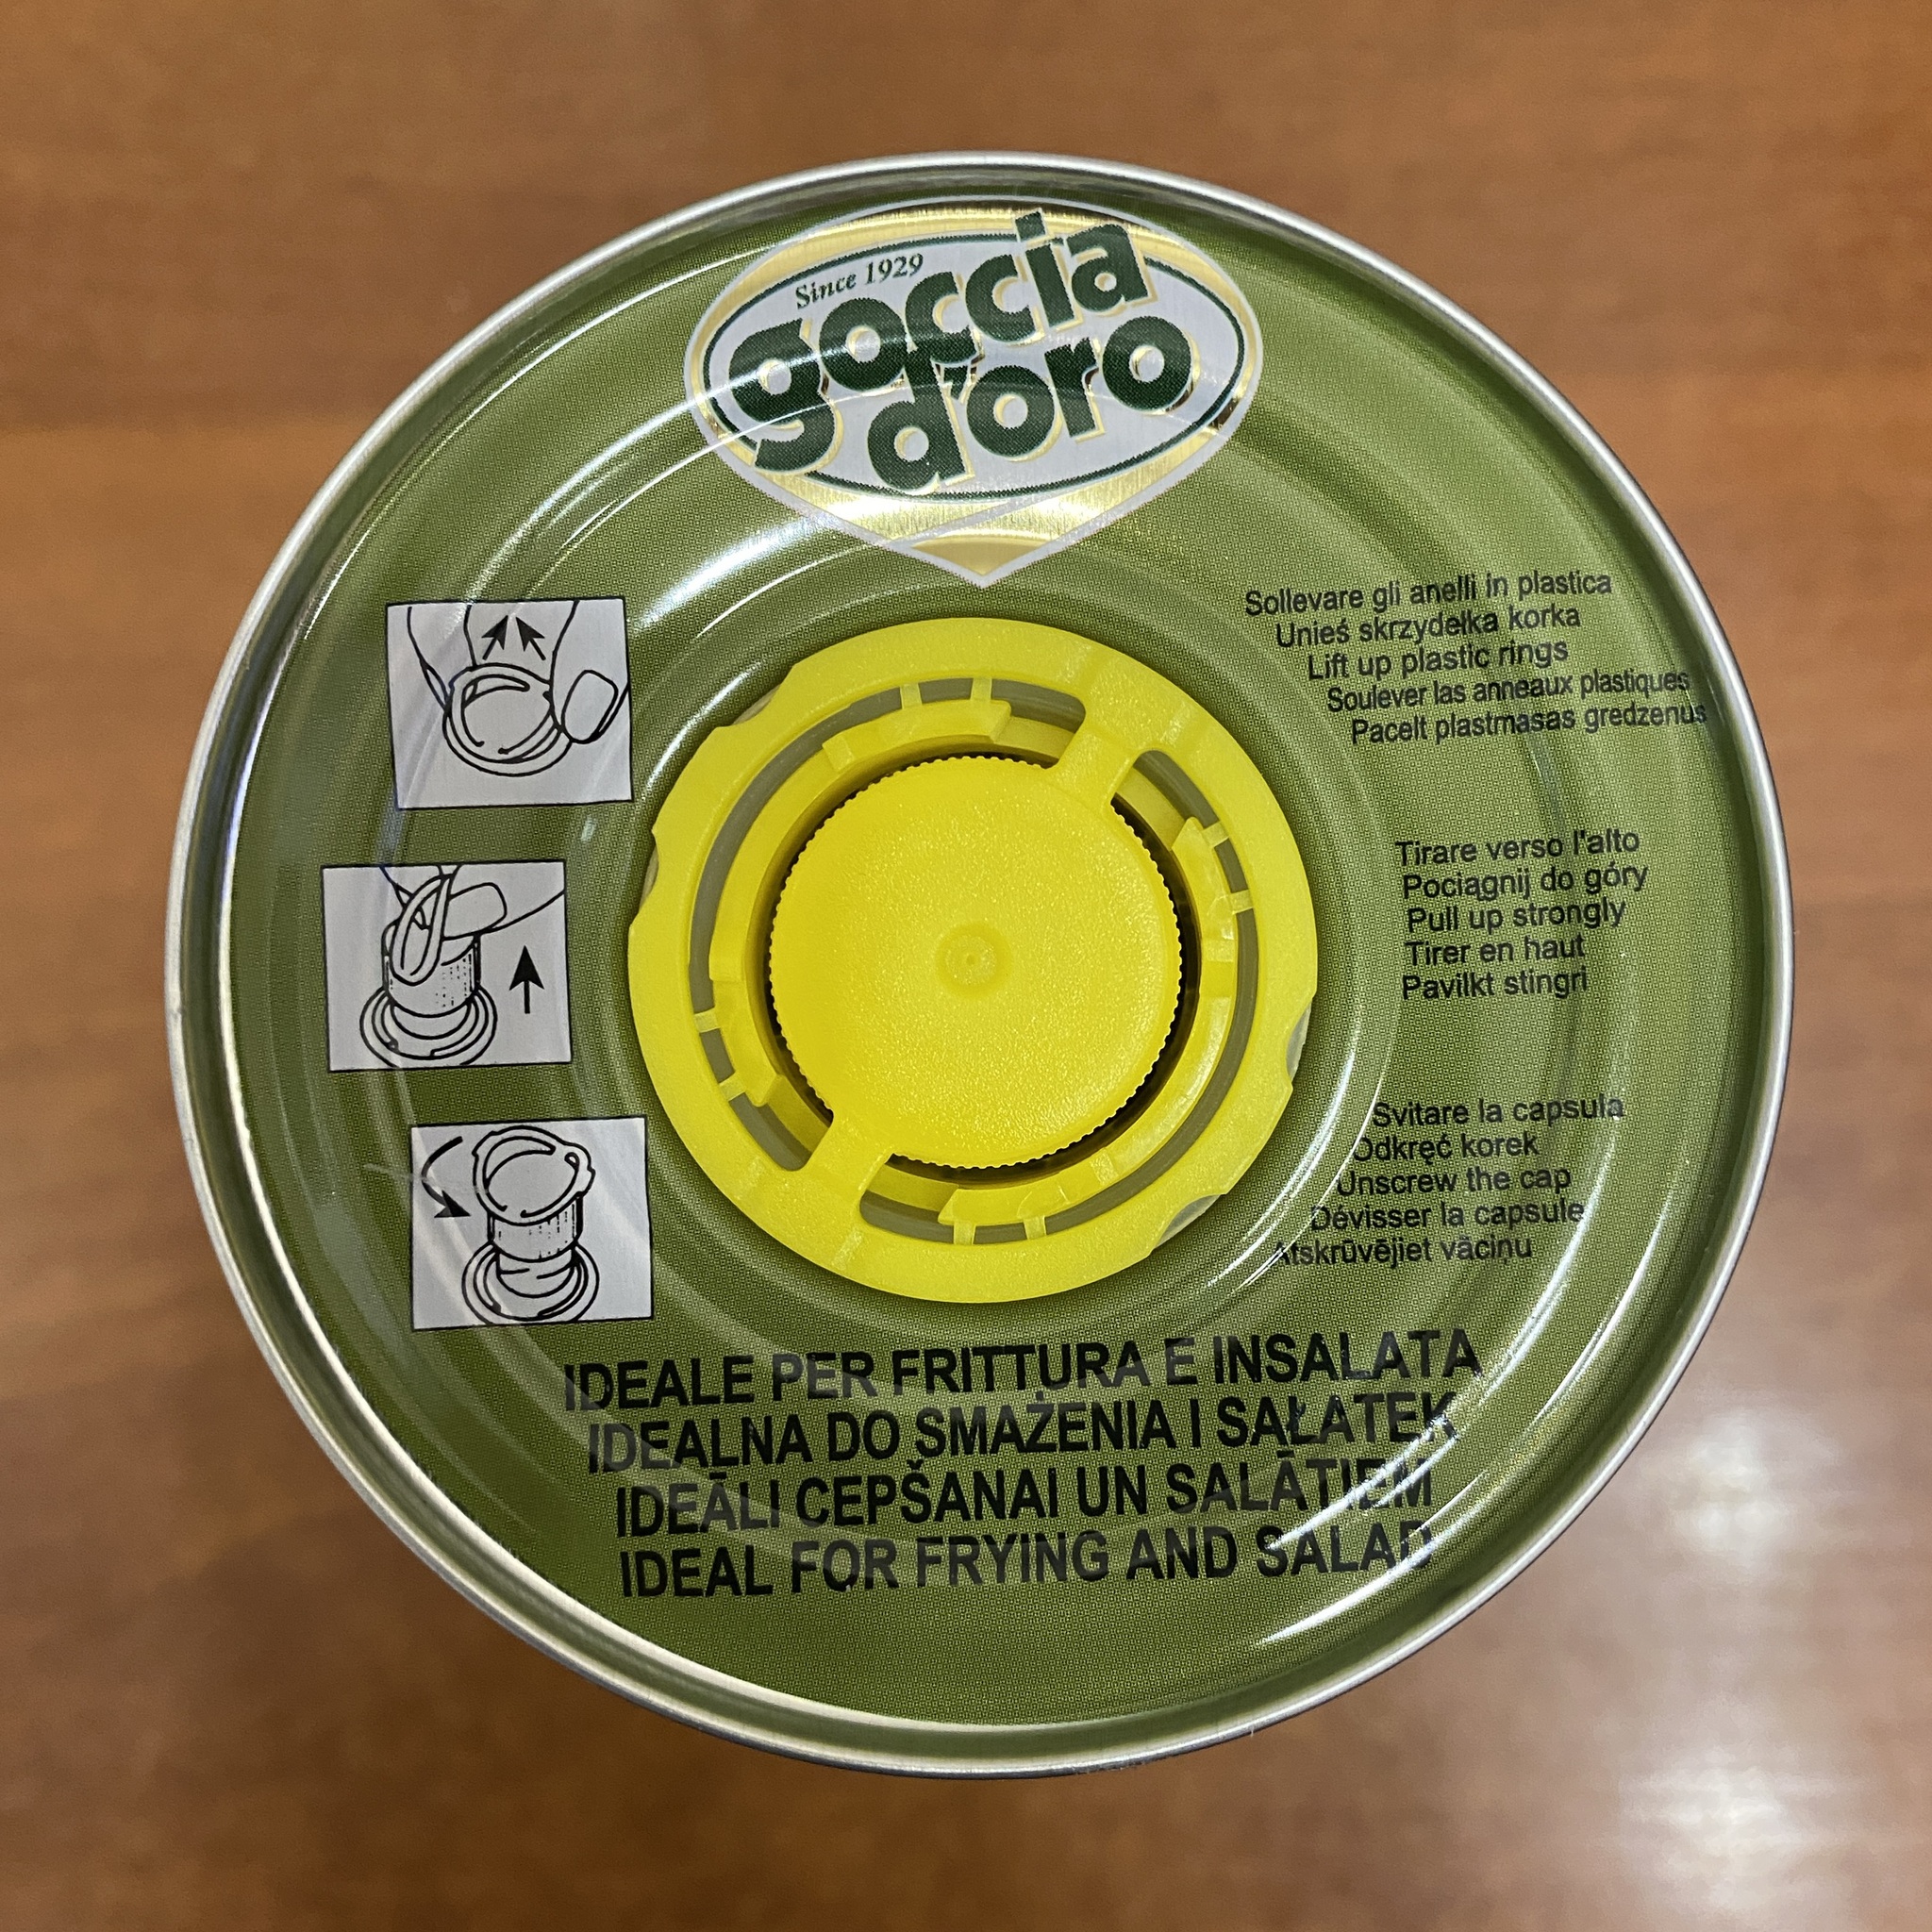 Since 1929
goccia
d'oro
Sollevare gli anelli in plastica
Unieś skrzydełka korka
Lift up plastic rings
Soulever las anneaux plastiques
Pacelt plastmasas gredzenus
Tirare verso l'alto
Pociągnij do góry
Pull up strongly
Tirer en haut
Pavilkt stingri
Svitare la capsula
Odkręć korek
Unscrew the cap
Dévisser la capsule
Atskrūvējiet vāciņu
IDEALE PER FRITTURA E INSALATA
IDEALNA DO SMAŻENIA I SAŁATEK
IDEĀLI CEPŠANAI UN SALĀTIEM
IDEAL FOR FRYING AND SALAD